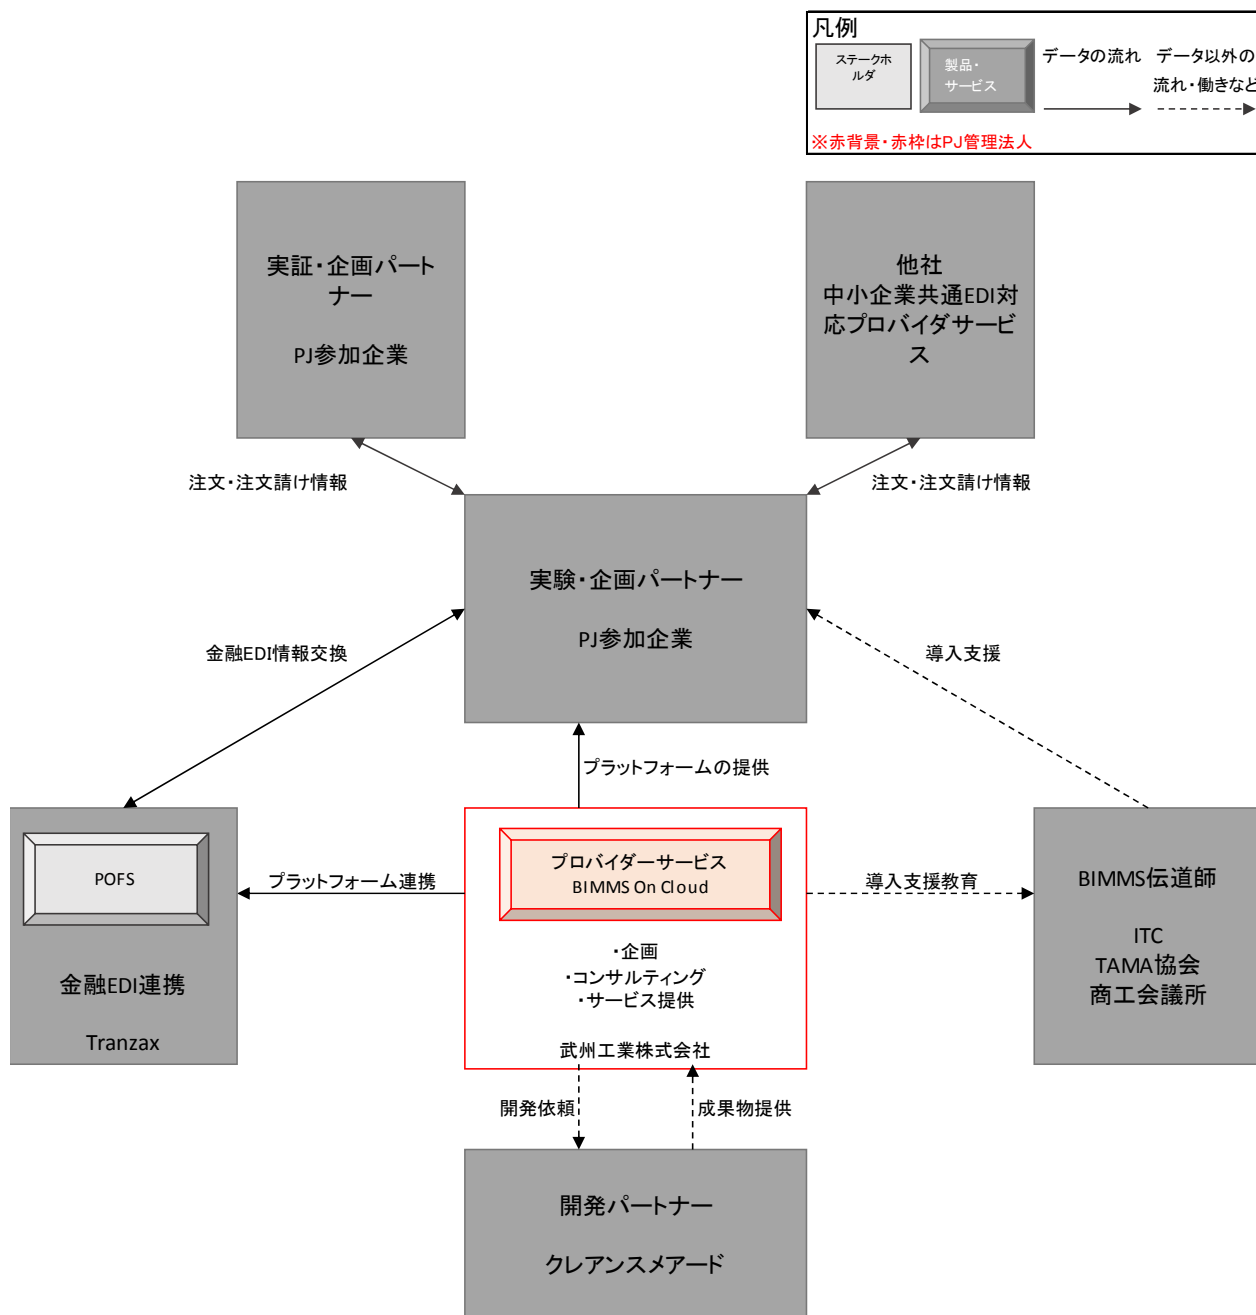 凡例
ステークホ
ルダ
製品・
サービス
データの流れ
データ以外の
流れ・働きなど
※赤背景・赤枠はPJ管理法人
実証・企画パート
ナー
PJ参加企業
他社
中小企業共通EDI対
応プロバイダサービ
ス
注文・注文請け情報
注文・注文請け情報
実験・企画パートナー
PJ参加企業
金融EDI情報交換
導入支援
プラットフォームの提供
POFS
金融EDI連携
Tranzax
プラットフォーム連携
プロバイダーサービス
BIMMS On Cloud
・企画
・コンサルティング
・サービス提供
武州工業株式会社
導入支援教育
BIMMS伝道師
ITC
TAMA協会
商工会議所
開発依頼
成果物提供
開発パートナー
クレアンスメアード